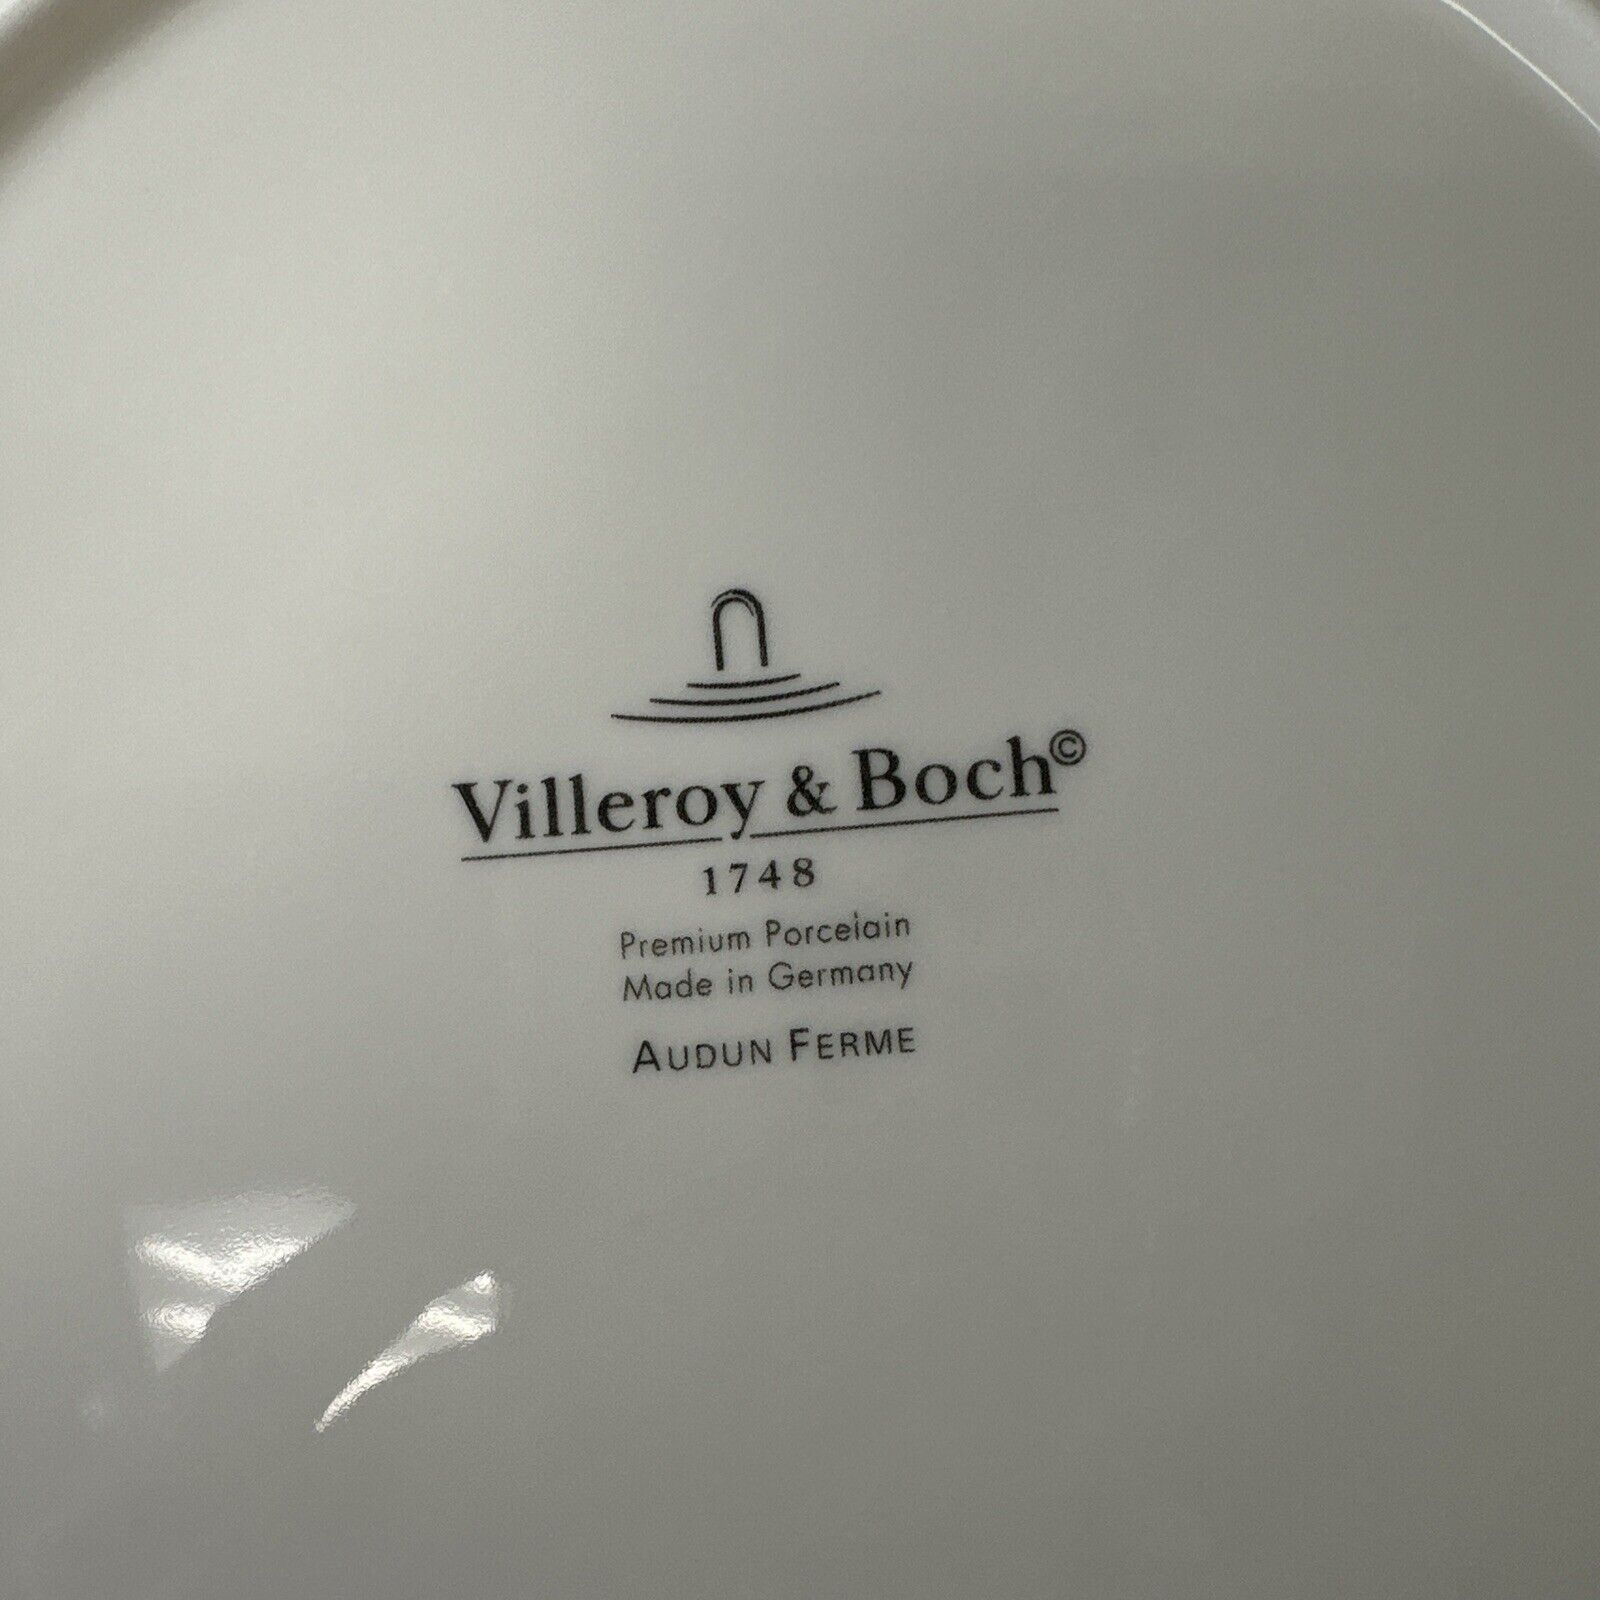 Villeroy & Boch©
1748
Premium Porcelain
Made in Germany
AUDUN FERME